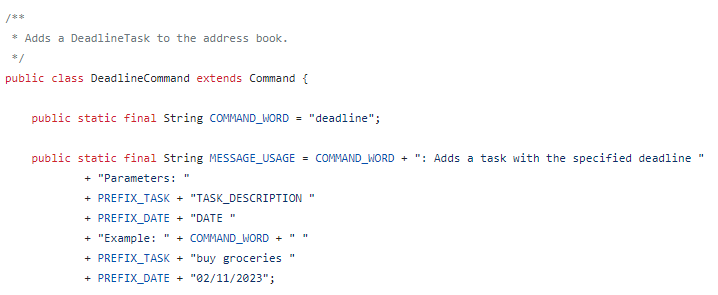 /**
 * Adds a DeadlineTask to the address book.
 */
public class DeadlineCommand extends Command {
    public static final String COMMAND_WORD = "deadline";
    public static final String MESSAGE_USAGE = COMMAND_WORD + ": Adds a task with the specified deadline "
            + "Parameters: "
            + PREFIX_TASK + "TASK_DESCRIPTION "
            + PREFIX_DATE + "DATE "
            + "Example: " + COMMAND_WORD + " "
            + PREFIX_TASK + "buy groceries "
            + PREFIX_DATE + "02/11/2023";